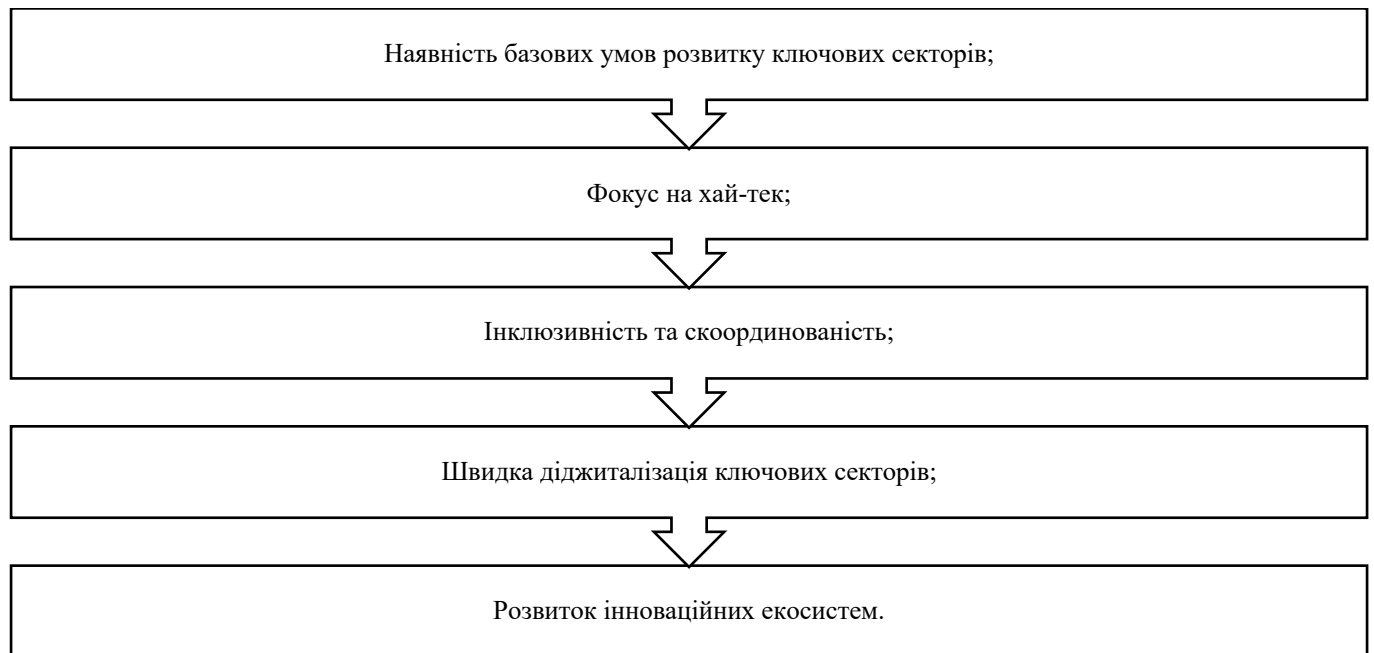 Наявність базових умов розвитку ключових секторів;
Фокус на хай-тек;
Інклюзивність та скоординованість;
Швидка діджиталізація ключових секторів;
Розвиток інноваційних екосистем.